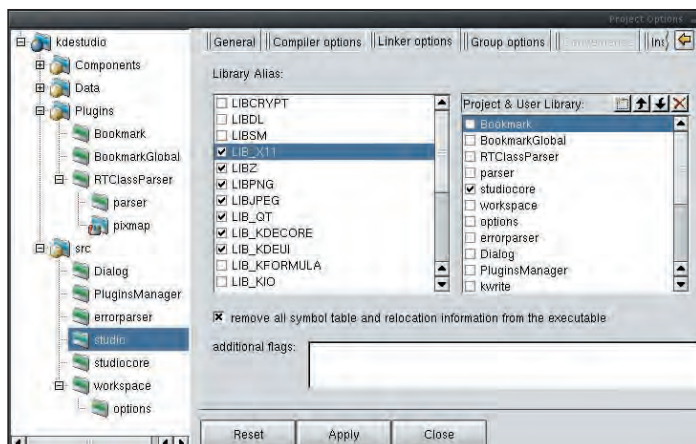 Project Options
kdestudio
Components
Data
Plugins
Bookmark
BookmarkGlobal
RTClassParser
parser
pixmap
src
Dialog
PluginsManager
errorparser
studio
studiocore
workspace
options
General
Compiler options
Linker options
Group options
Library Alias:
LIBCRYPT
LIBDL
LIBSM
LIB_X11
LIBZ
LIBPNG
LIBJPEG
LIB_QT
LIB_KDECORE
LIB_KDEUI
LIB_KFORMULA
LIB_KIO
Project & User Library:
Bookmark
BookmarkGlobal
RTClassParser
parser
studiocore
workspace
options
errorparser
Dialog
PluginsManager
kwrite
remove all symbol table and relocation information from the executable
additional flags:
Reset
Apply
Close